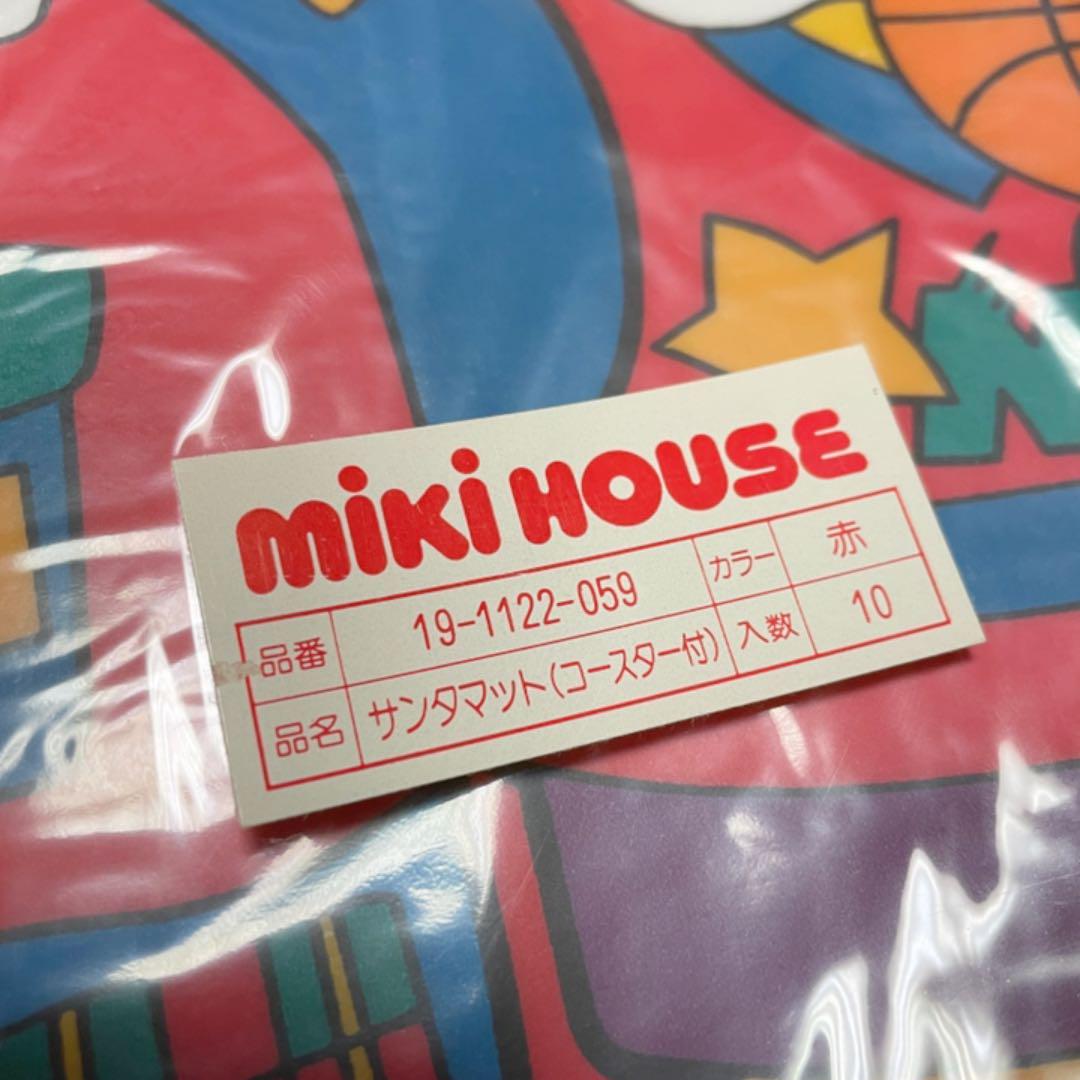 miKi HOUSE
品番 19-1122-059 カラー 赤
品名 サンタマット(コースター付) 入数 10